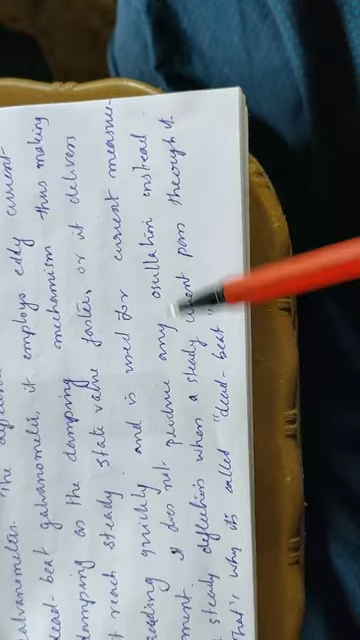 galvanometer. The
dead-beat galvanometer, it employs eddy current
damping as the damping mechanism thus making
it reach steady state value faster, or it delivers
reading quickly and is used for current measure-
ment. It does not produce any oscillation instead
steady deflection when a steady current pass through it.
that's why it's called "dead-beat"